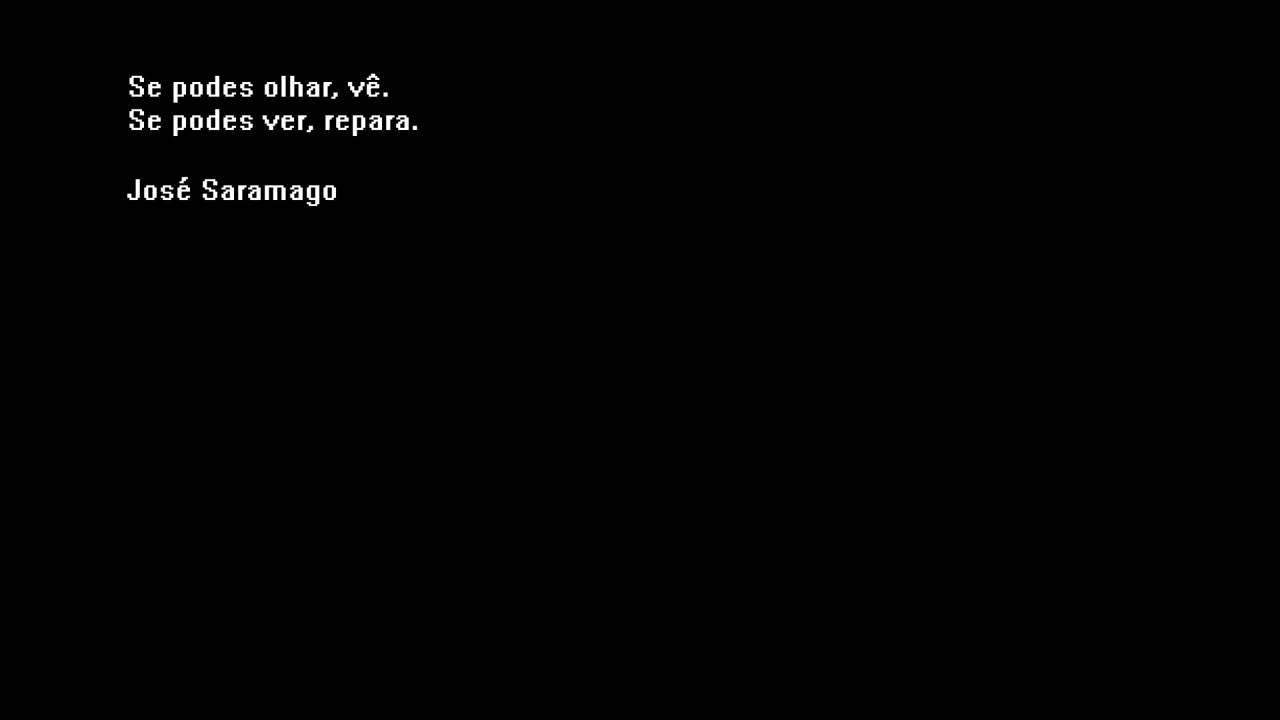 Se podes olhar, vê.
Se podes ver, repara.
José Saramago